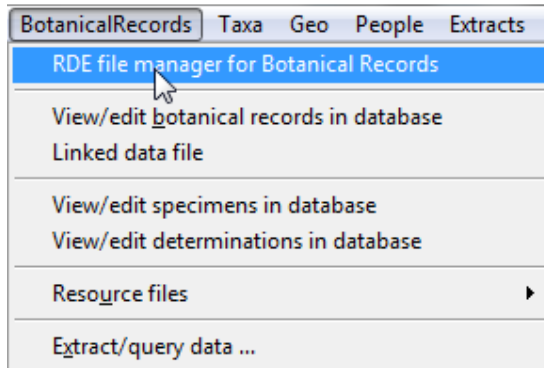 BotanicalRecords Taxa Geo People Extracts
RDE file manager for Botanical Records
View/edit botanical records in database
Linked data file
View/edit specimens in database
View/edit determinations in database
Resource files
Extract/query data ...